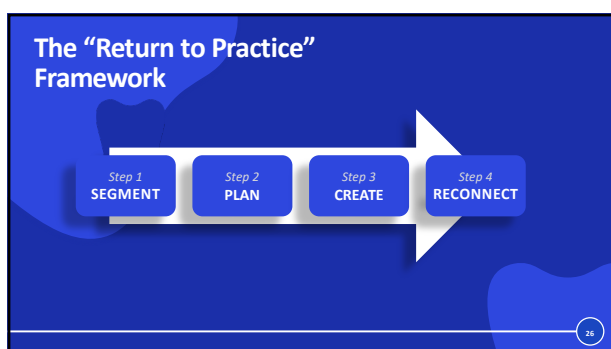 The “Return to Practice”
Framework
Step 1
SEGMENT
Step 2
PLAN
Step 3
CREATE
Step 4
RECONNECT
26